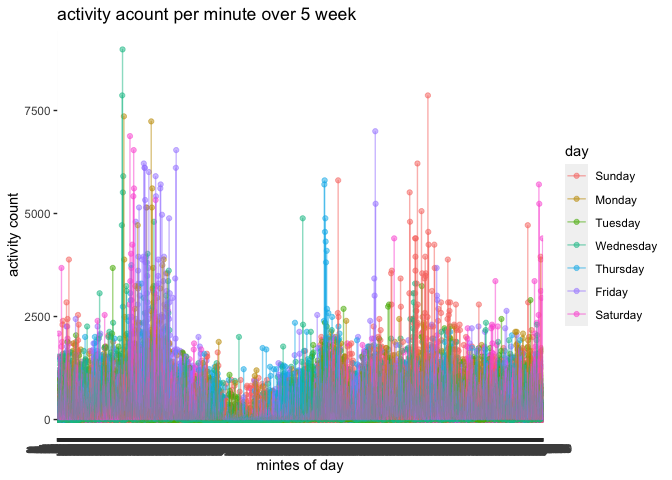 activity acount per minute over 5 week
activity count
7500
5000
2500
0
mintes of day
day
Sunday
Monday
Tuesday
Wednesday
Thursday
Friday
Saturday